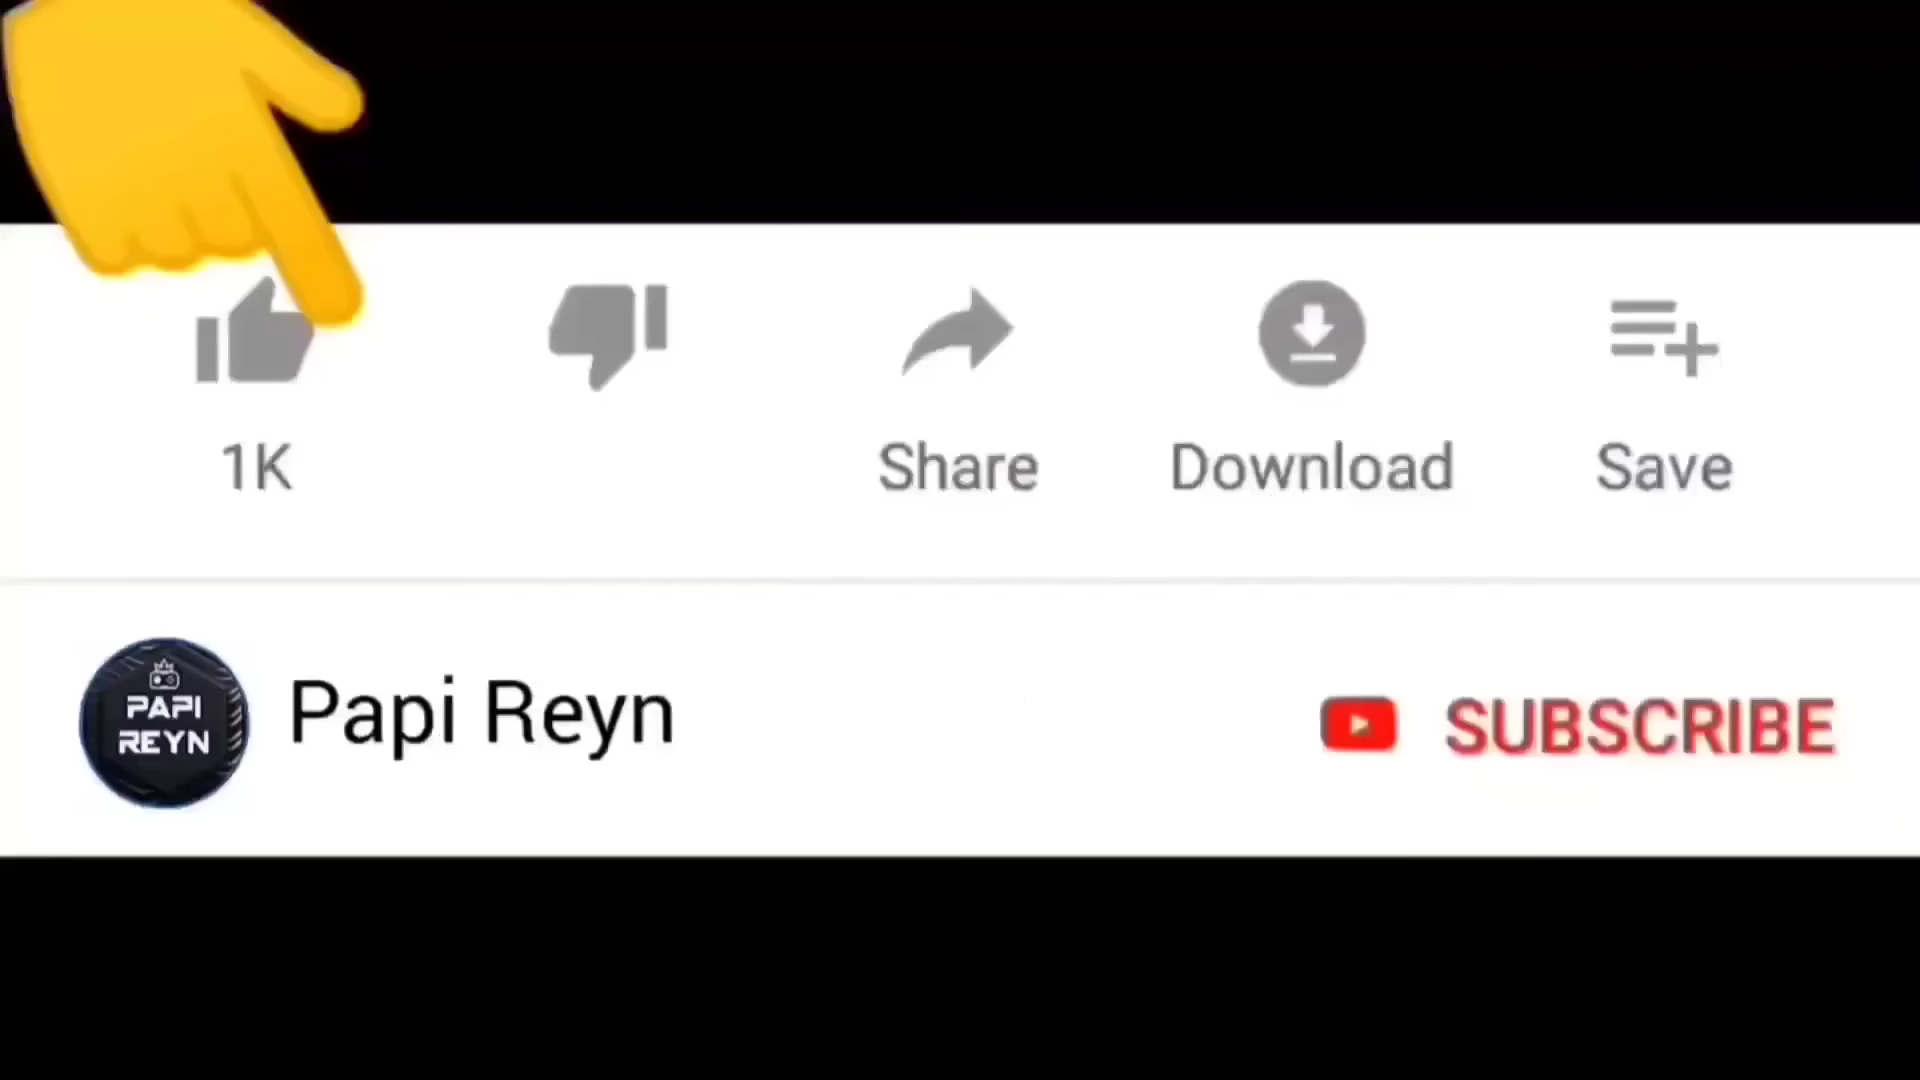 1K
Share
Download
Save
PAPI
REYN
Papi Reyn
SUBSCRIBE